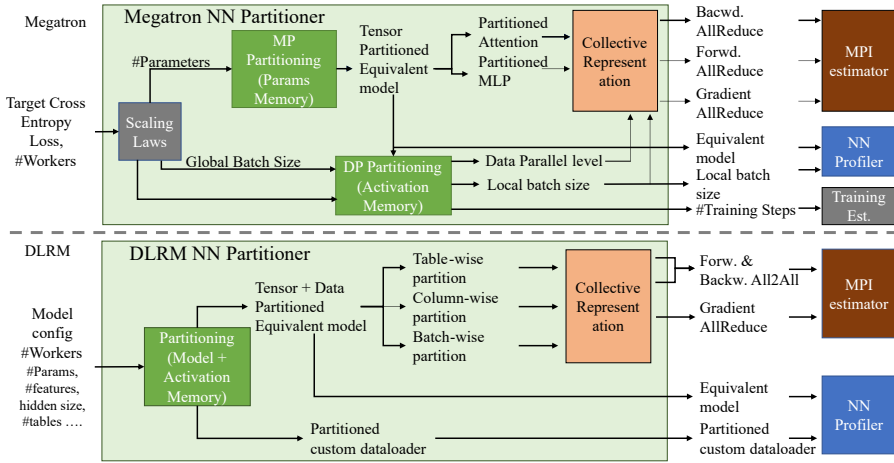 Megatron NN Partitioner
Megatron
Target Cross
Entropy
Loss,
#Workers
Scaling
Laws
#Parameters
MP
Partitioning
(Params
Memory)
Tensor
Partitioned
Equivalent
model
Partitioned
Attention
Partitioned
MLP
Collective
Represent
ation
Bacwd.
AllReduce
Forwd.
AllReduce
Gradient
AllReduce
MPI
estimator
Global Batch Size
DP Partitioning
(Activation
Memory)
Data Parallel level
Local batch size
Equivalent
model
Local batch
size
#Training Steps
NN
Profiler
Training
Est.
DLRM
DLRM NN Partitioner
Model
config
#Workers
#Params,
#features,
hidden size,
#tables ….
Partitioning
(Model +
Activation
Memory)
Tensor + Data
Partitioned
Equivalent model
Table-wise
partition
Column-wise
partition
Batch-wise
partition
Collective
Represent
ation
Forw. &
Backw. All2All
Gradient
AllReduce
MPI
estimator
Partitioned
custom dataloader
Equivalent
model
Partitioned
custom dataloader
NN
Profiler